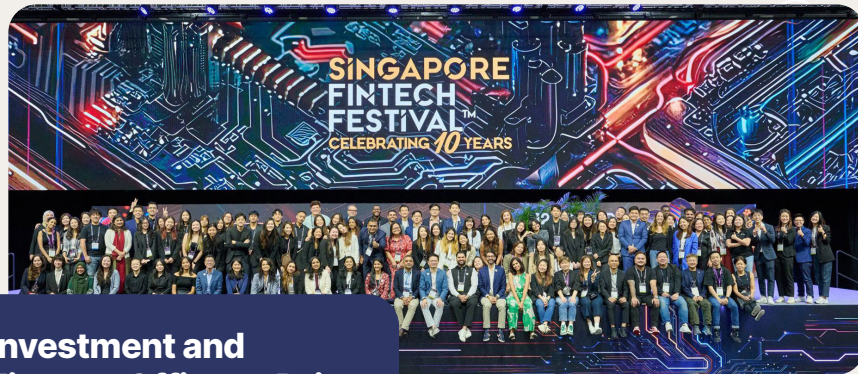 SINGAPORE
FINTECH
FESTIVAL™
CELEBRATING 10 YEARS
nvestment and